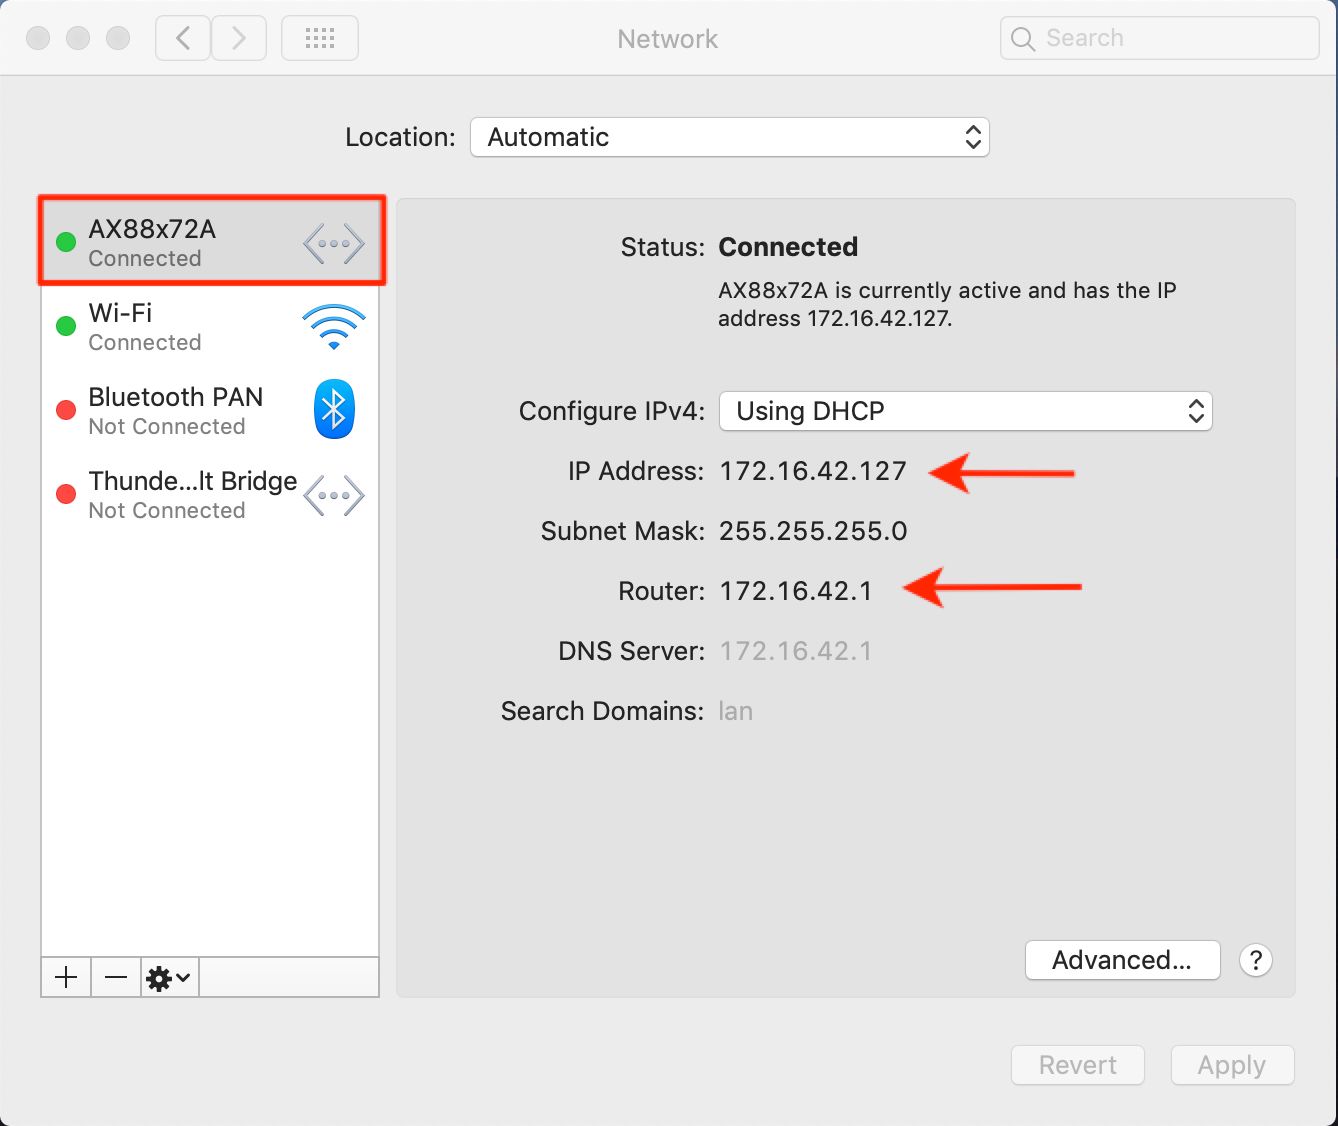 Network
Search
Location: Automatic
AX88x72A
Connected
Wi-Fi
Connected
Bluetooth PAN
Not Connected
Thunde...lt Bridge
Not Connected
Status: Connected
AX88x72A is currently active and has the IP
address 172.16.42.127.
Configure IPv4: Using DHCP
IP Address: 172.16.42.127
Subnet Mask: 255.255.255.0
Router: 172.16.42.1
DNS Server: 172.16.42.1
Search Domains: lan
Advanced... ?
Revert Apply